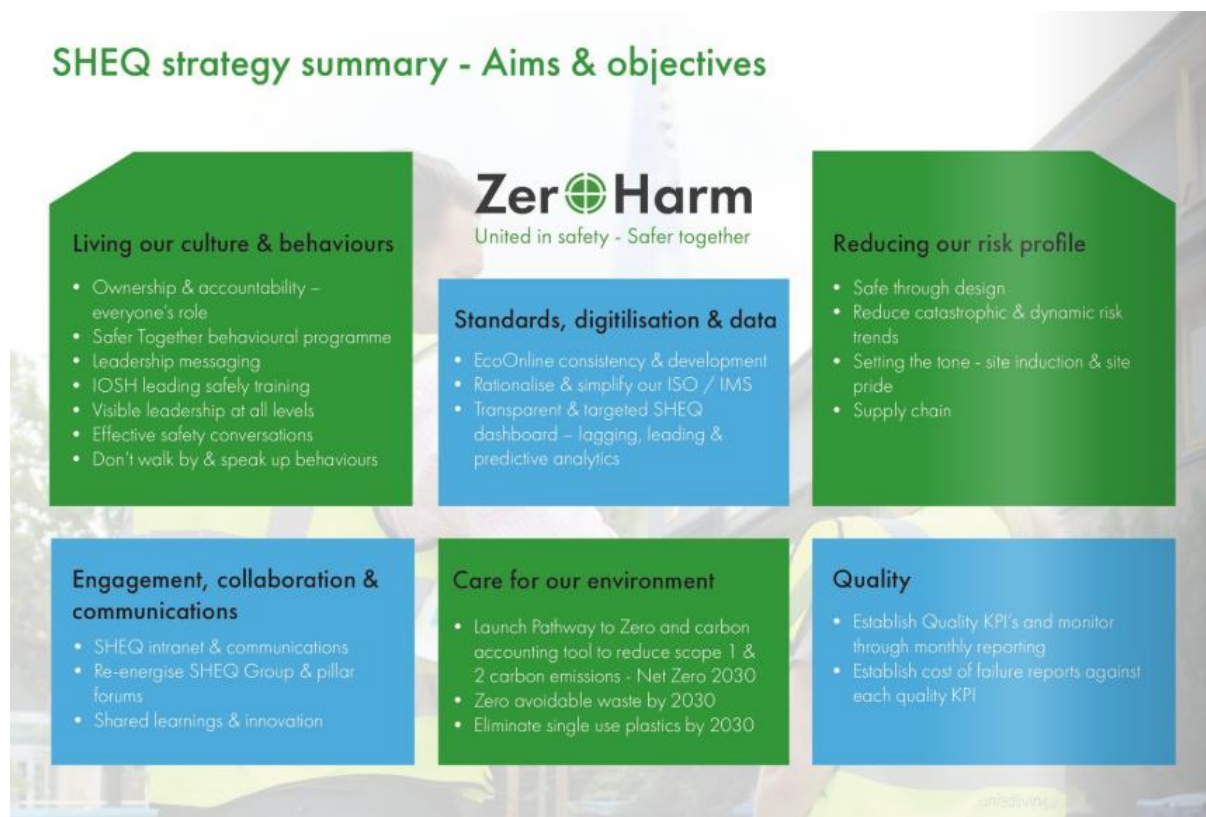 SHEQ strategy summary - Aims & objectives
Living our culture & behaviours
• Ownership & accountability –
everyone's role
• Safer Together behavioural programme
• Leadership messaging
• IOSH leading safely training
• Visible leadership at all levels
• Effective safety conversations
• Don't walk by & speak up behaviours
Zer Harm
United in safety - Safer together
Standards, digitilisation & data
• EcoOnline consistency & development
• Rationalise & simplify our ISO / IMS
• Transparent & targeted SHEQ
dashboard – lagging, leading &
predictive analytics
Reducing our risk profile
• Safe through design
• Reduce catastrophic & dynamic risk
trends
• Setting the tone - site induction & site
pride
• Supply chain
Engagement, collaboration &
communications
• SHEQ intranet & communications
• Re-energise SHEQ Group & pillar
forums
• Shared learnings & innovation
Care for our environment
• Launch Pathway to Zero and carbon
accounting tool to reduce scope 1 &
2 carbon emissions - Net Zero 2030
• Zero avoidable waste by 2030
• Eliminate single use plastics by 2030
Quality
• Establish Quality KPI's and monitor
through monthly reporting
• Establish cost of failure reports against
each quality KPI